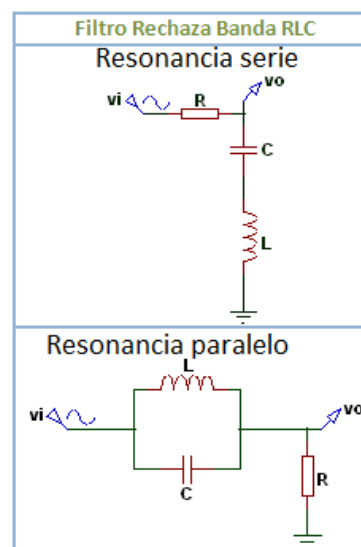 Filtro Rechaza Banda RLC
Resonancia serie
vo
vi
R
C
L
Resonancia paralelo
L
vi
vo
C
R